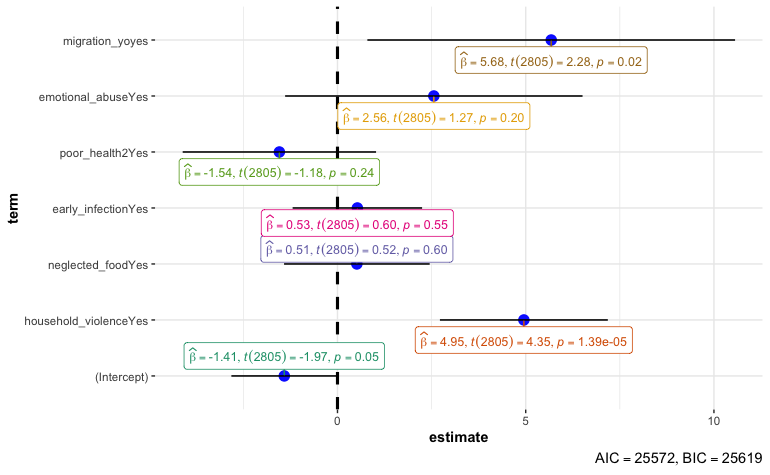 term
migration_yoyes
β̂ = 5.68, t(2805) = 2.28, p = 0.02
emotional_abuseYes
β̂ = 2.56, t(2805) = 1.27, p = 0.20
poor_health2Yes
β̂ = -1.54, t(2805) = -1.18, p = 0.24
early_infectionYes
β̂ = 0.53, t(2805) = 0.60, p = 0.55
β̂ = 0.51, t(2805) = 0.52, p = 0.60
neglected_foodYes
household_violenceYes
β̂ = 4.95, t(2805) = 4.35, p = 1.39e-05
β̂ = -1.41, t(2805) = -1.97, p = 0.05
(Intercept)
0 5 10
estimate
AIC = 25572, BIC = 25619